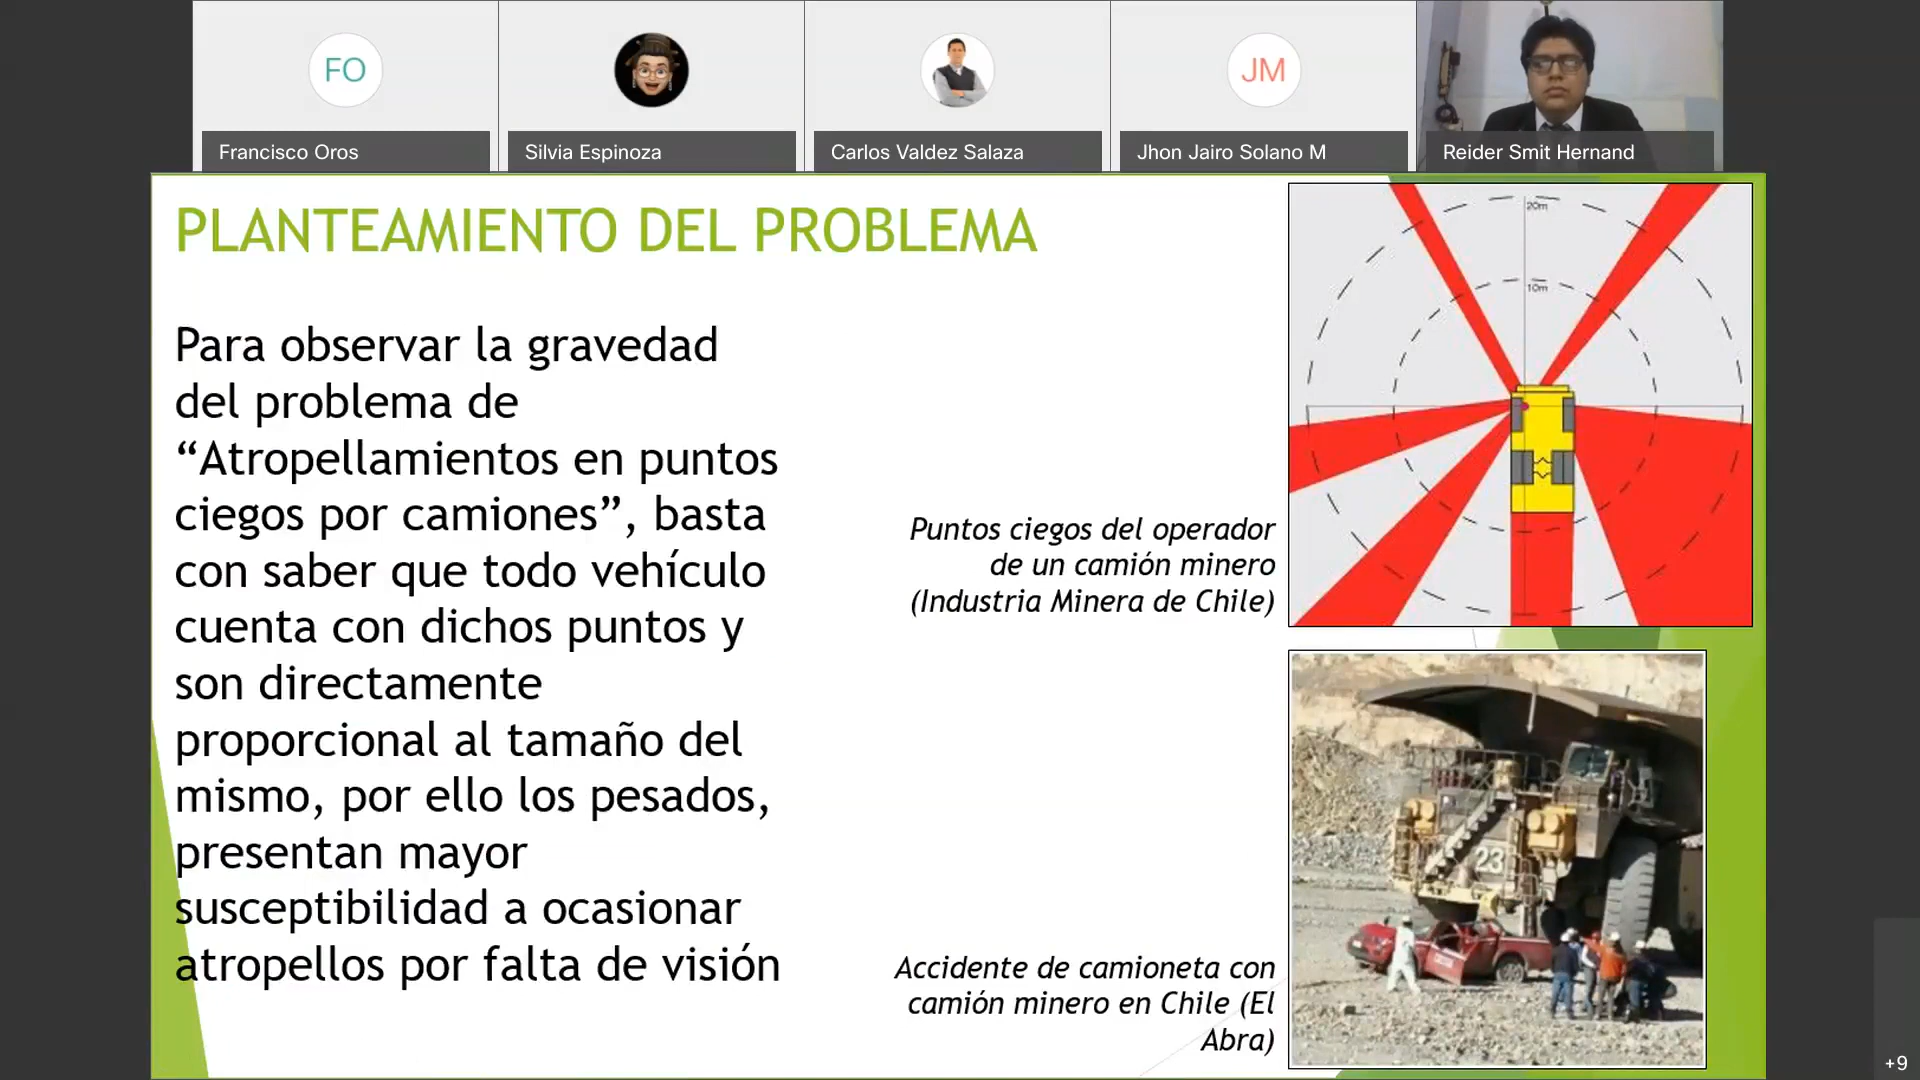 FO
JM
Francisco Oros
Silvia Espinoza
Carlos Valdez Salaza
Jhon Jairo Solano M
Reider Smit Hernand
PLANTEAMIENTO DEL PROBLEMA
Para observar la gravedad
del problema de
“Atropellamientos en puntos
ciegos por camiones”, basta
con saber que todo vehículo
cuenta con dichos puntos y
son directamente
proporcional al tamaño del
mismo, por ello los pesados,
presentan mayor
susceptibilidad a ocasionar
atropellos por falta de visión
20m
10m
Puntos ciegos del operador
de un camión minero
(Industria Minera de Chile)
23
Accidente de camioneta con
camión minero en Chile (El
Abra)
+9